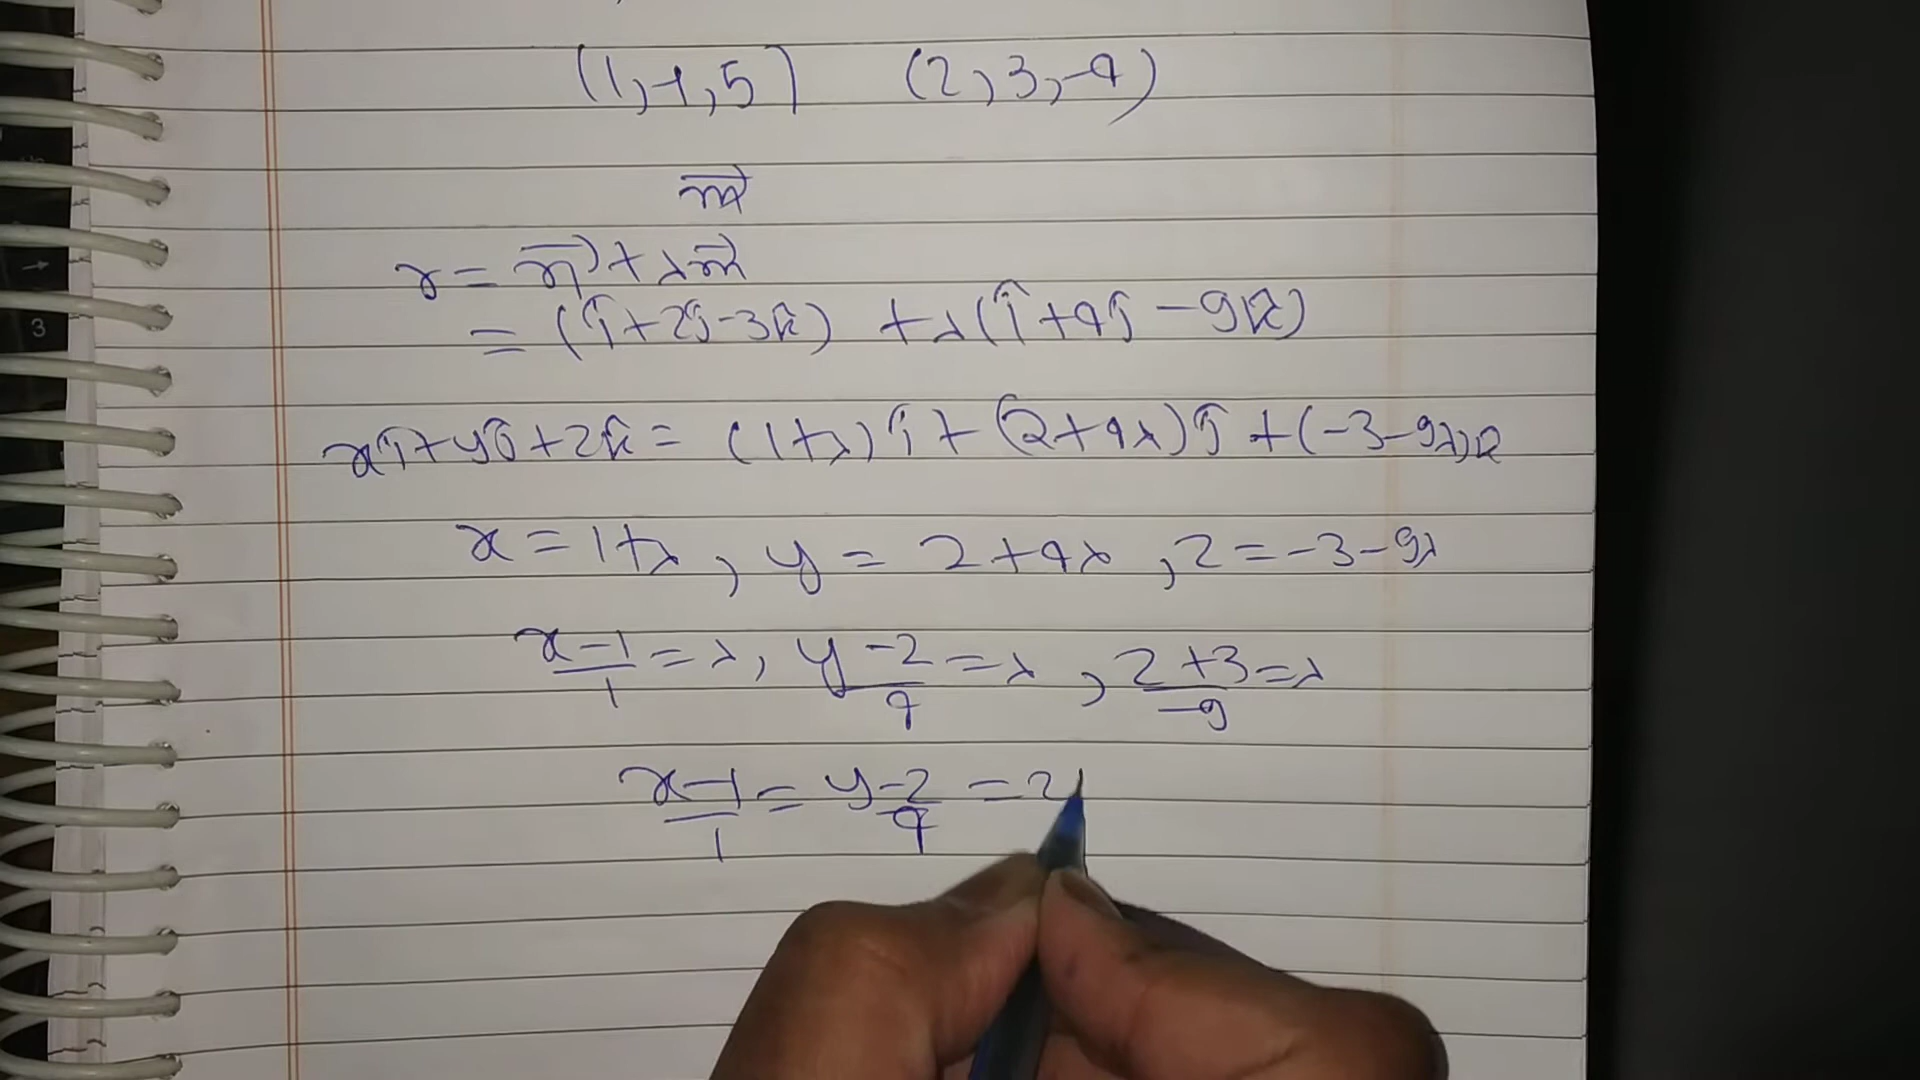 (1,-1,5) (2,3,-4)
m⃗
r = n⃗ + λm⃗
= (î+2ĵ-3k̂) + λ(î+4ĵ-9k̂)
xî+yĵ+zk̂ = (1+λ)î + (2+4λ)ĵ + (-3-9λ)k
x = 1+λ, y = 2+4λ, z = -3-9λ
x-1/1 = λ, y-2/4 = λ, z+3/-9 = λ
x-1/1 = y-2/4 = z
3